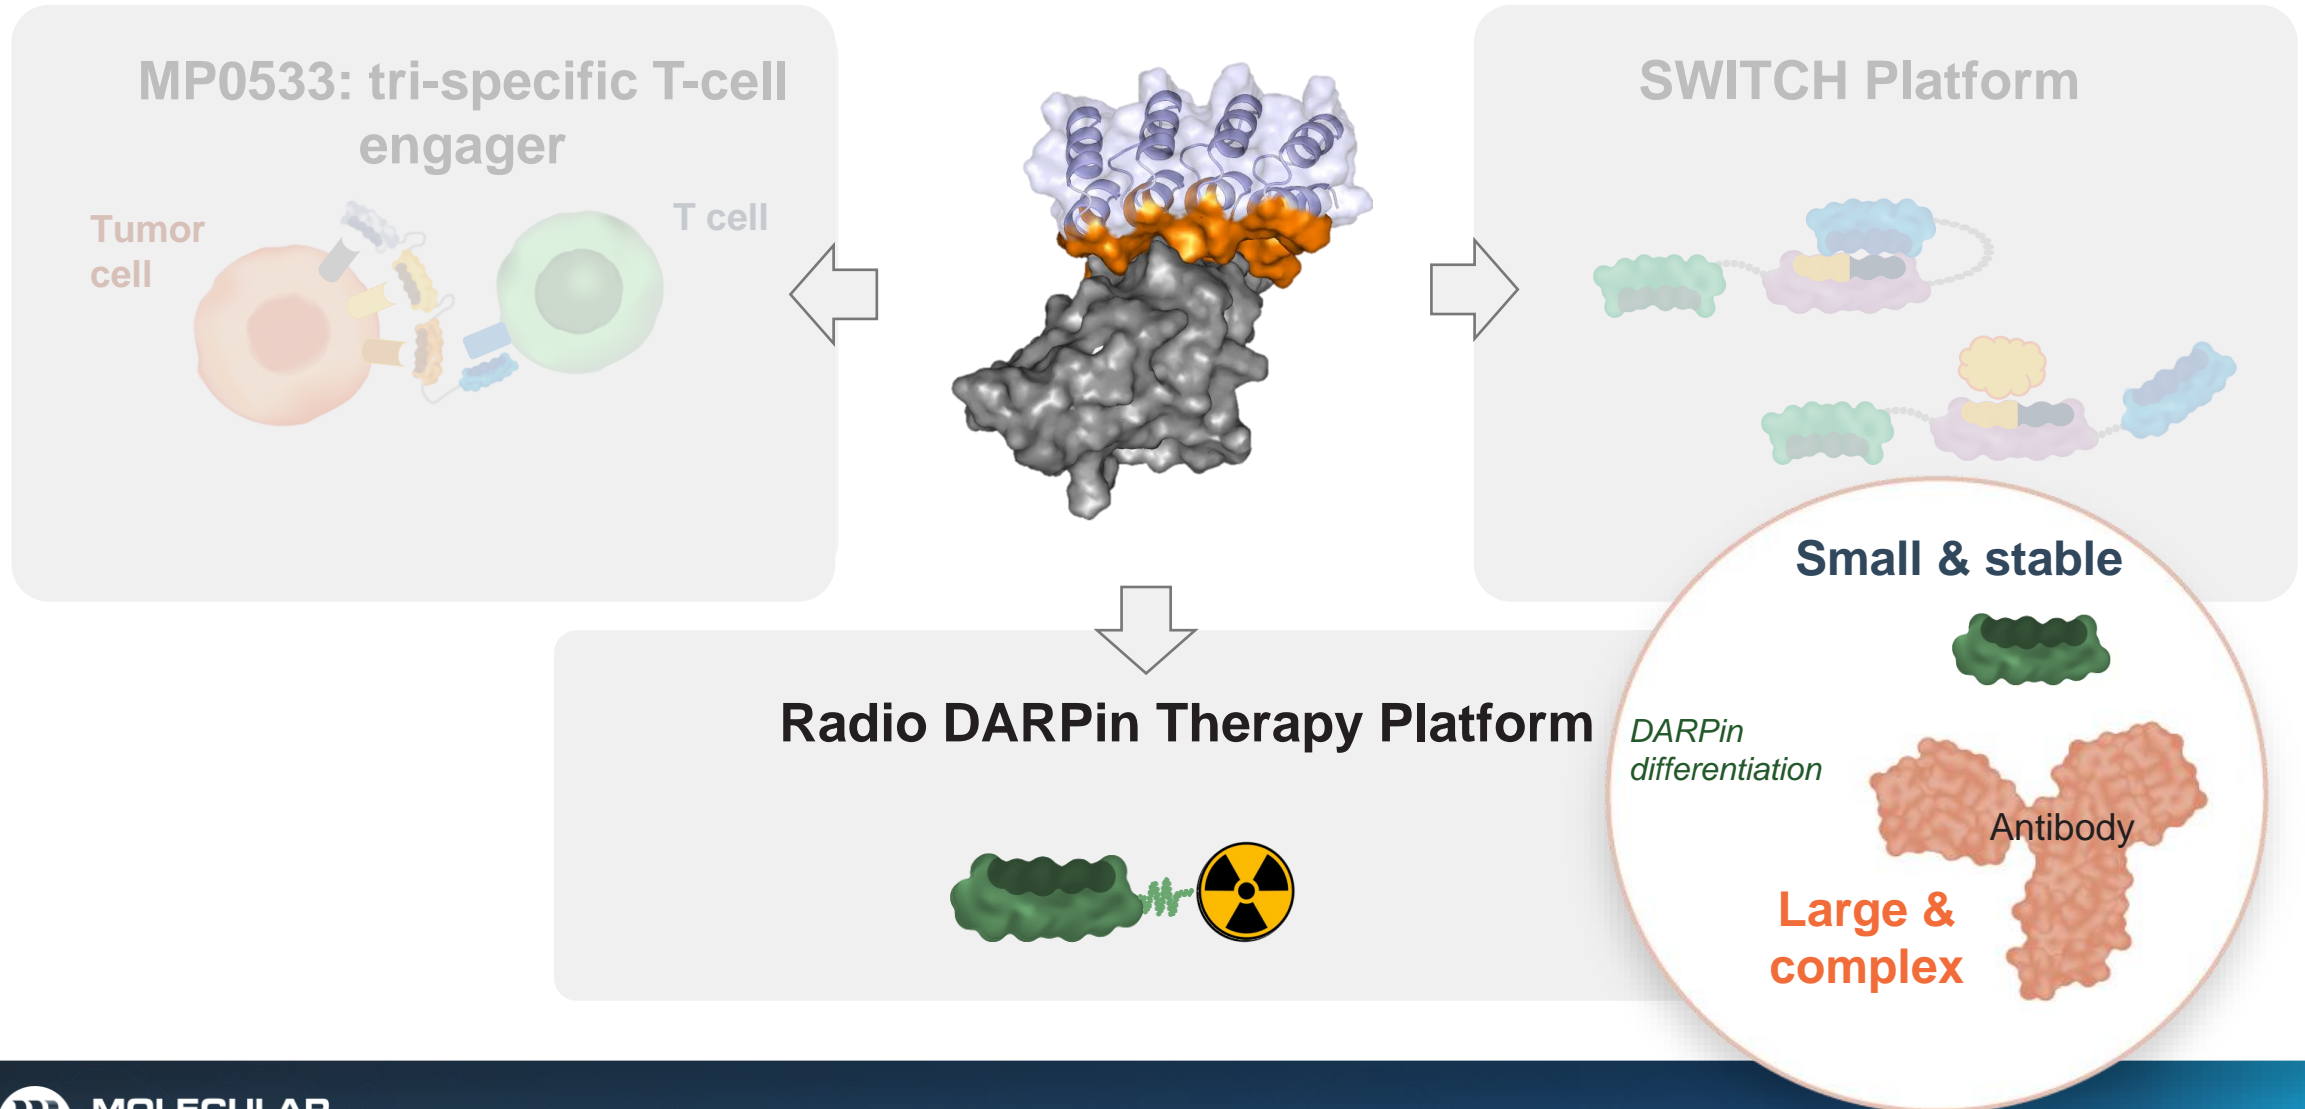 MP0533: tri-specific T-cell
engager
Tumor
cell
T cell
SWITCH Platform
Radio DARPin Therapy Platform
Small & stable
DARPin
differentiation
Antibody
Large &
complex
MOLECULAR